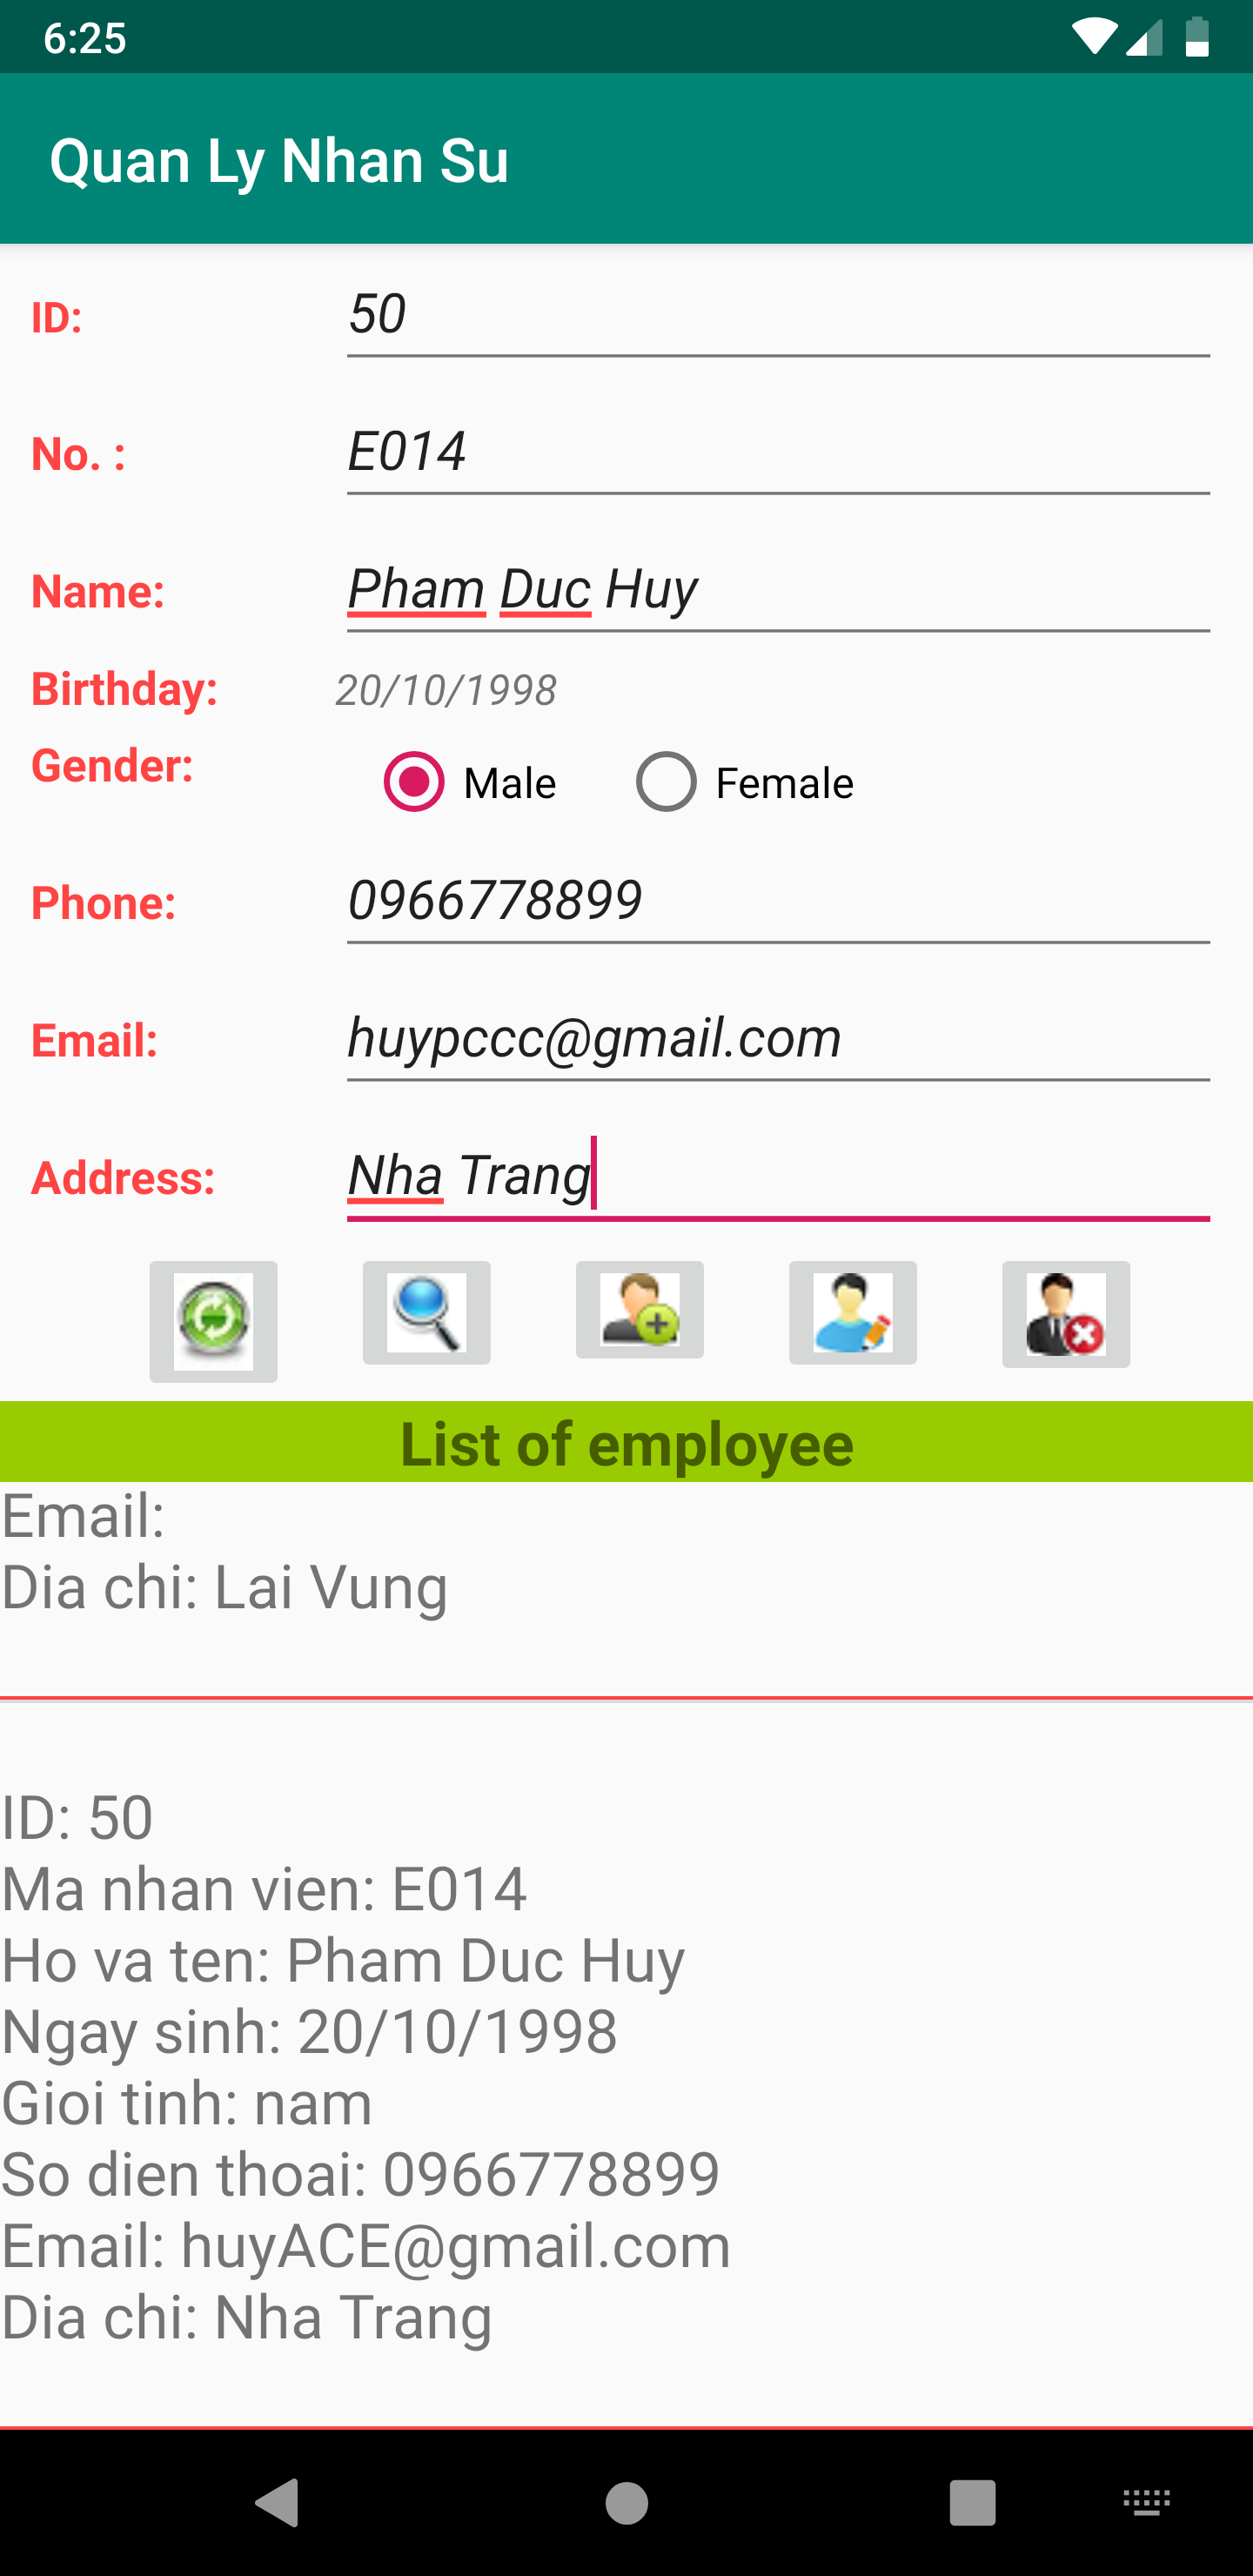 6:25
Quan Ly Nhan Su
ID: 50
No. : E014
Name: Pham Duc Huy
Birthday: 20/10/1998
Gender: Male Female
Phone: 0966778899
Email: huypccc@gmail.com
Address: Nha Trang
List of employee
Email:
Dia chi: Lai Vung
ID: 50
Ma nhan vien: E014
Ho va ten: Pham Duc Huy
Ngay sinh: 20/10/1998
Gioi tinh: nam
So dien thoai: 0966778899
Email: huyACE@gmail.com
Dia chi: Nha Trang